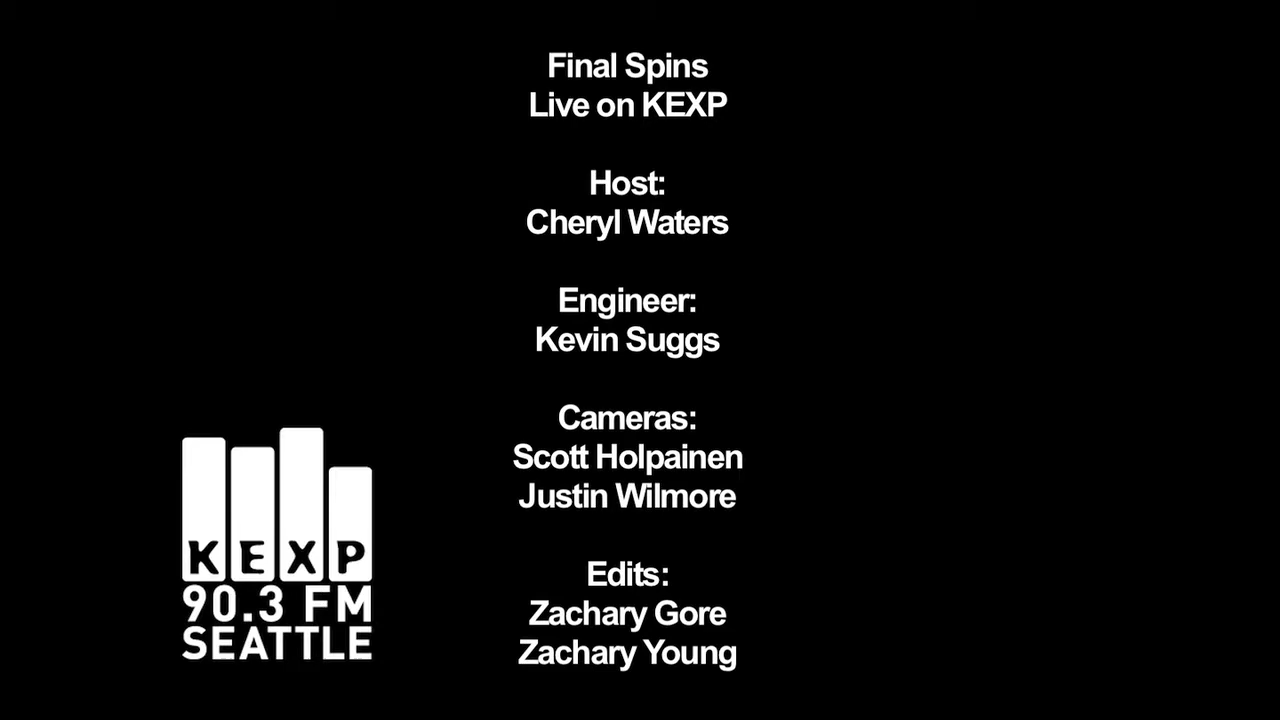 Final Spins
Live on KEXP
Host:
Cheryl Waters
Engineer:
Kevin Suggs
Cameras:
Scott Holpainen
Justin Wilmore
Edits:
Zachary Gore
Zachary Young
KEXP
90.3 FM
SEATTLE